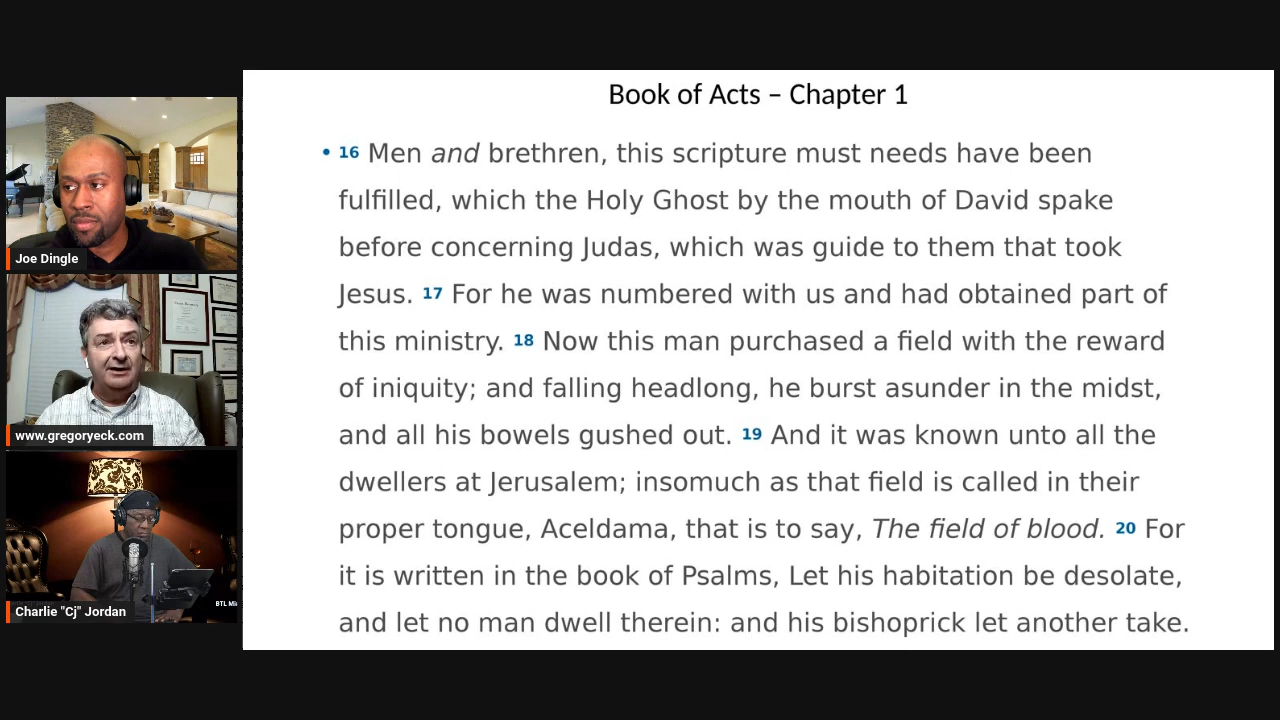 Book of Acts – Chapter 1
• 16 Men and brethren, this scripture must needs have been
fulfilled, which the Holy Ghost by the mouth of David spake
before concerning Judas, which was guide to them that took
Jesus. 17 For he was numbered with us and had obtained part of
this ministry. 18 Now this man purchased a field with the reward
of iniquity; and falling headlong, he burst asunder in the midst,
and all his bowels gushed out. 19 And it was known unto all the
dwellers at Jerusalem; insomuch as that field is called in their
proper tongue, Aceldama, that is to say, The field of blood. 20 For
it is written in the book of Psalms, Let his habitation be desolate,
and let no man dwell therein: and his bishoprick let another take.
Joe Dingle
www.gregoryeck.com
Charlie "Cj" Jordan
BTL